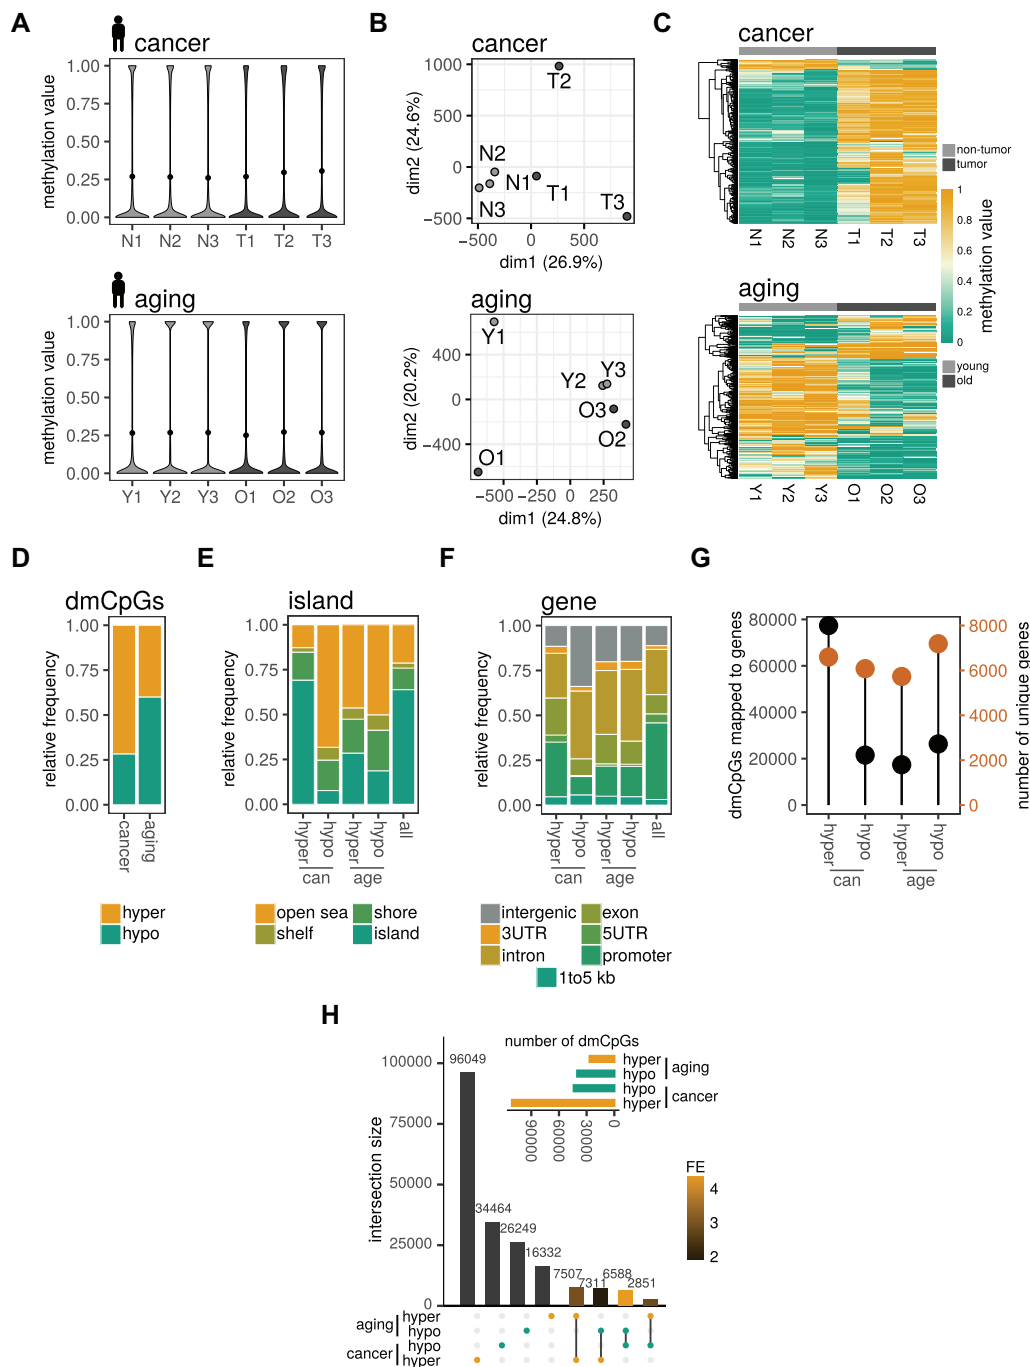 A
cancer
methylation value
1.00
0.75
0.50
0.25
0.00
N1 N2 N3 T1 T2 T3
aging
methylation value
1.00
0.75
0.50
0.25
0.00
Y1 Y2 Y3 O1 O2 O3
B
cancer
dim2 (24.6%)
1000
500
0
−500
T2
N2
N1
T1
N3
T3
−500 0 500
dim1 (26.9%)
aging
dim2 (20.2%)
400
0
−400
Y1
Y3
Y2
O3
O2
O1
−500 −250 0 250
dim1 (24.8%)
C
cancer
N1 N2 N3 T1 T2 T3
non-tumor
tumor
1
0.8
0.6
0.4
0.2
0
methylation value
aging
Y1 Y2 Y3 O1 O2 O3
young
old
D
dmCpGs
relative frequency
1.00
0.75
0.50
0.25
0.00
cancer aging
hyper
hypo
E
island
relative frequency
1.00
0.75
0.50
0.25
0.00
hyper hypo hyper hypo all
can age
open sea shore
shelf island
F
gene
relative frequency
1.00
0.75
0.50
0.25
0.00
hyper hypo hyper hypo all
can age
intergenic exon
3UTR 5UTR
intron promoter
1to5 kb
G
dmCpGs mapped to genes
80000
60000
40000
20000
0
8000
6000
4000
2000
0
number of unique genes
hyper hypo hyper hypo
can age
H
intersection size
100000
75000
50000
25000
0
96049
34464
26249
16332
7507
7311
6588
2851
number of dmCpGs
hyper
hypo
aging
hypo
hyper
cancer
90000 60000 30000 0
FE
4
3
2
aging
hyper
hypo
cancer
hypo
hyper